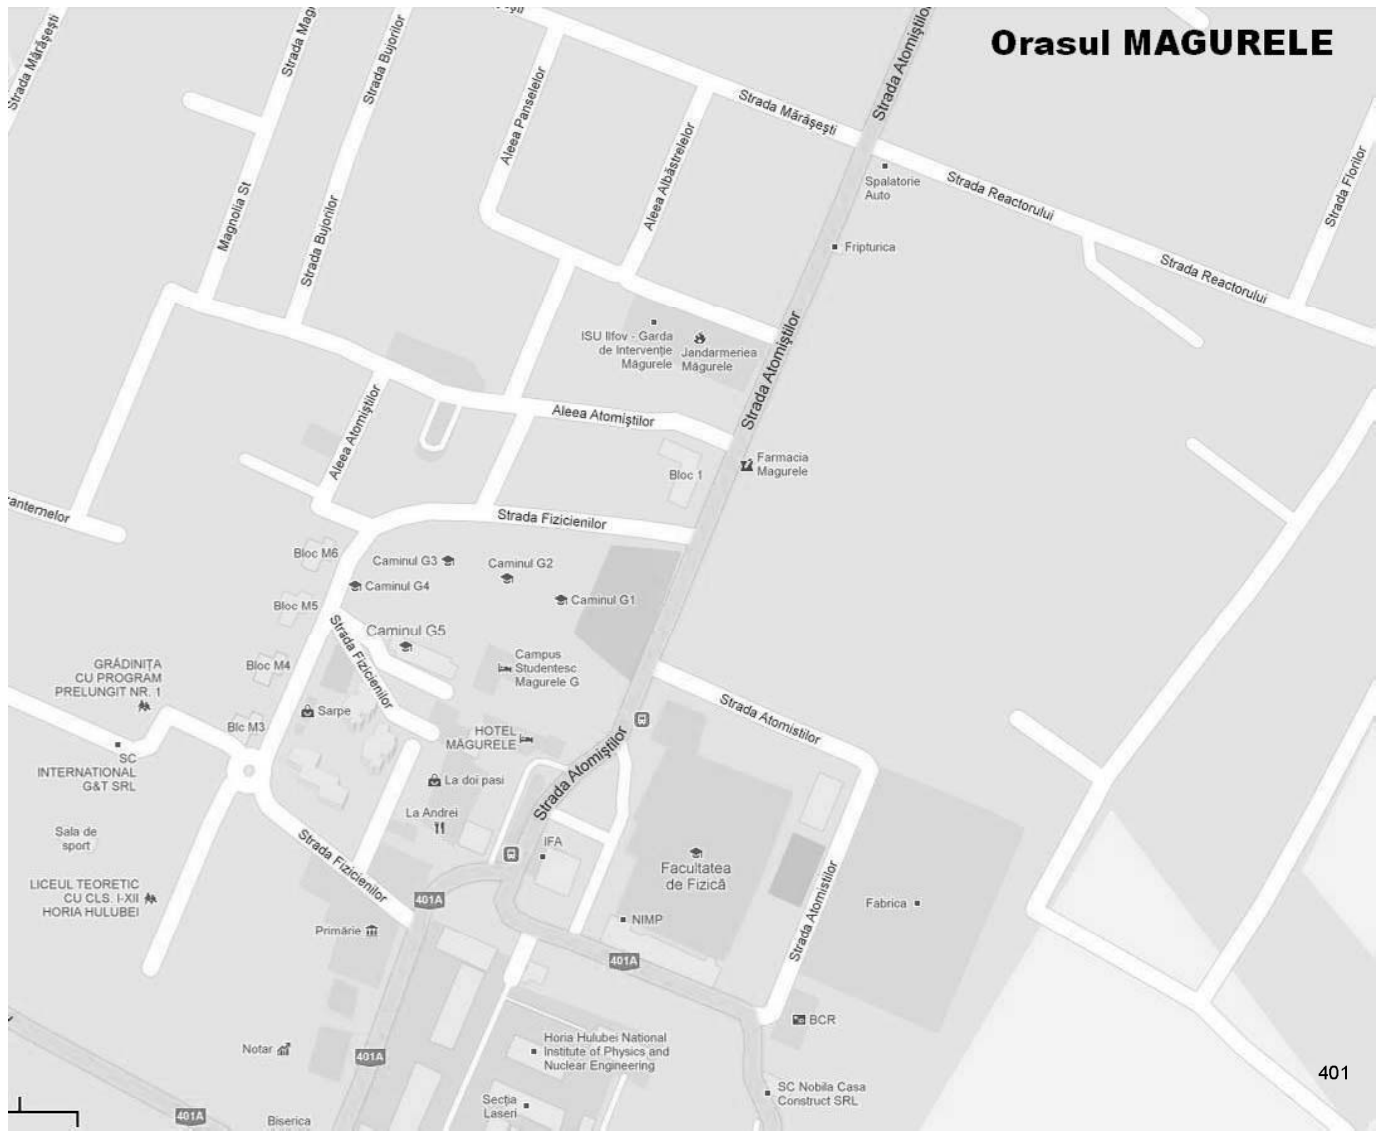 Orasul MAGURELE
Strada Mărășești
Strada Mag
Strada Bujorilor
Strada Atomiștilor
Aleea Panselelor
Strada Mărășești
Aleea Albăstrelelor
Spalatorie
Auto
Strada Reactorului
Strada Florilor
Magnolia St
Strada Bujorilor
Fripturica
Strada Reactorului
ISU Ilfov - Garda
de Intervenție
Măgurele
Jandarmeriea
Măgurele
Strada Atomiștilor
Aleea Atomiștilor
Aleea Atomiștilor
Bloc 1
Farmacia
Magurele
anternelor
Strada Fizicienilor
Bloc M6
Caminul G3
Caminul G2
Caminul G4
Caminul G1
Bloc M5
Caminul G5
Strada Fizicienilor
Bloc M4
Campus
Studentesc
Magurele G
GRĂDINIȚA
CU PROGRAM
PRELUNGIT NR. 1
Sarpe
Blc M3
HOTEL
MĂGURELE
Strada Atomistilor
SC
INTERNATIONAL
G&T SRL
La doi pasi
Strada Atomiștilor
La Andrei
Sala de
sport
Strada Fizicienilor
IFA
Facultatea
de Fizică
LICEUL TEORETIC
CU CLS. I-XII
HORIA HULUBEI
401A
Strada Atomistilor
Fabrica
NIMP
Primărie
401A
BCR
Notar
401A
Horia Hulubei National
Institute of Physics and
Nuclear Engineering
401
SC Nobila Casa
Construct SRL
Secția
Laseri
401A
Biserica